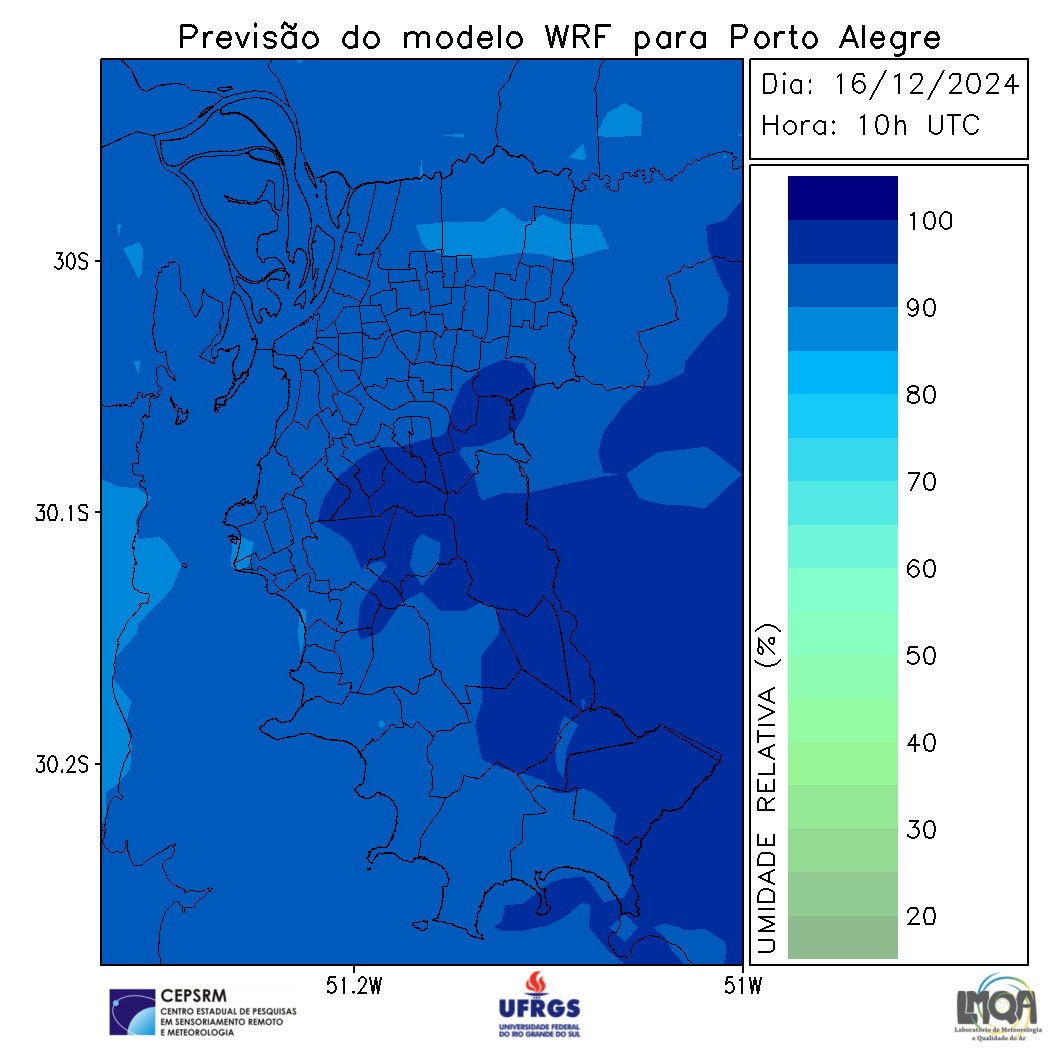 Previsão do modelo WRF para Porto Alegre
Dia: 16/12/2024
Hora: 10h UTC
30S
30.1S
30.2S
51.2W
51W
100
90
80
70
60
50
40
30
20
UMIDADE RELATIVA (%)
CEPSRM
CENTRO ESTADUAL DE PESQUISAS
EM SENSORIAMENTO REMOTO
E METEOROLOGIA
UFRGS
UNIVERSIDADE FEDERAL
DO RIO GRANDE DO SUL
LMQA
Laboratório de Meteorologia
e Qualidade do Ar